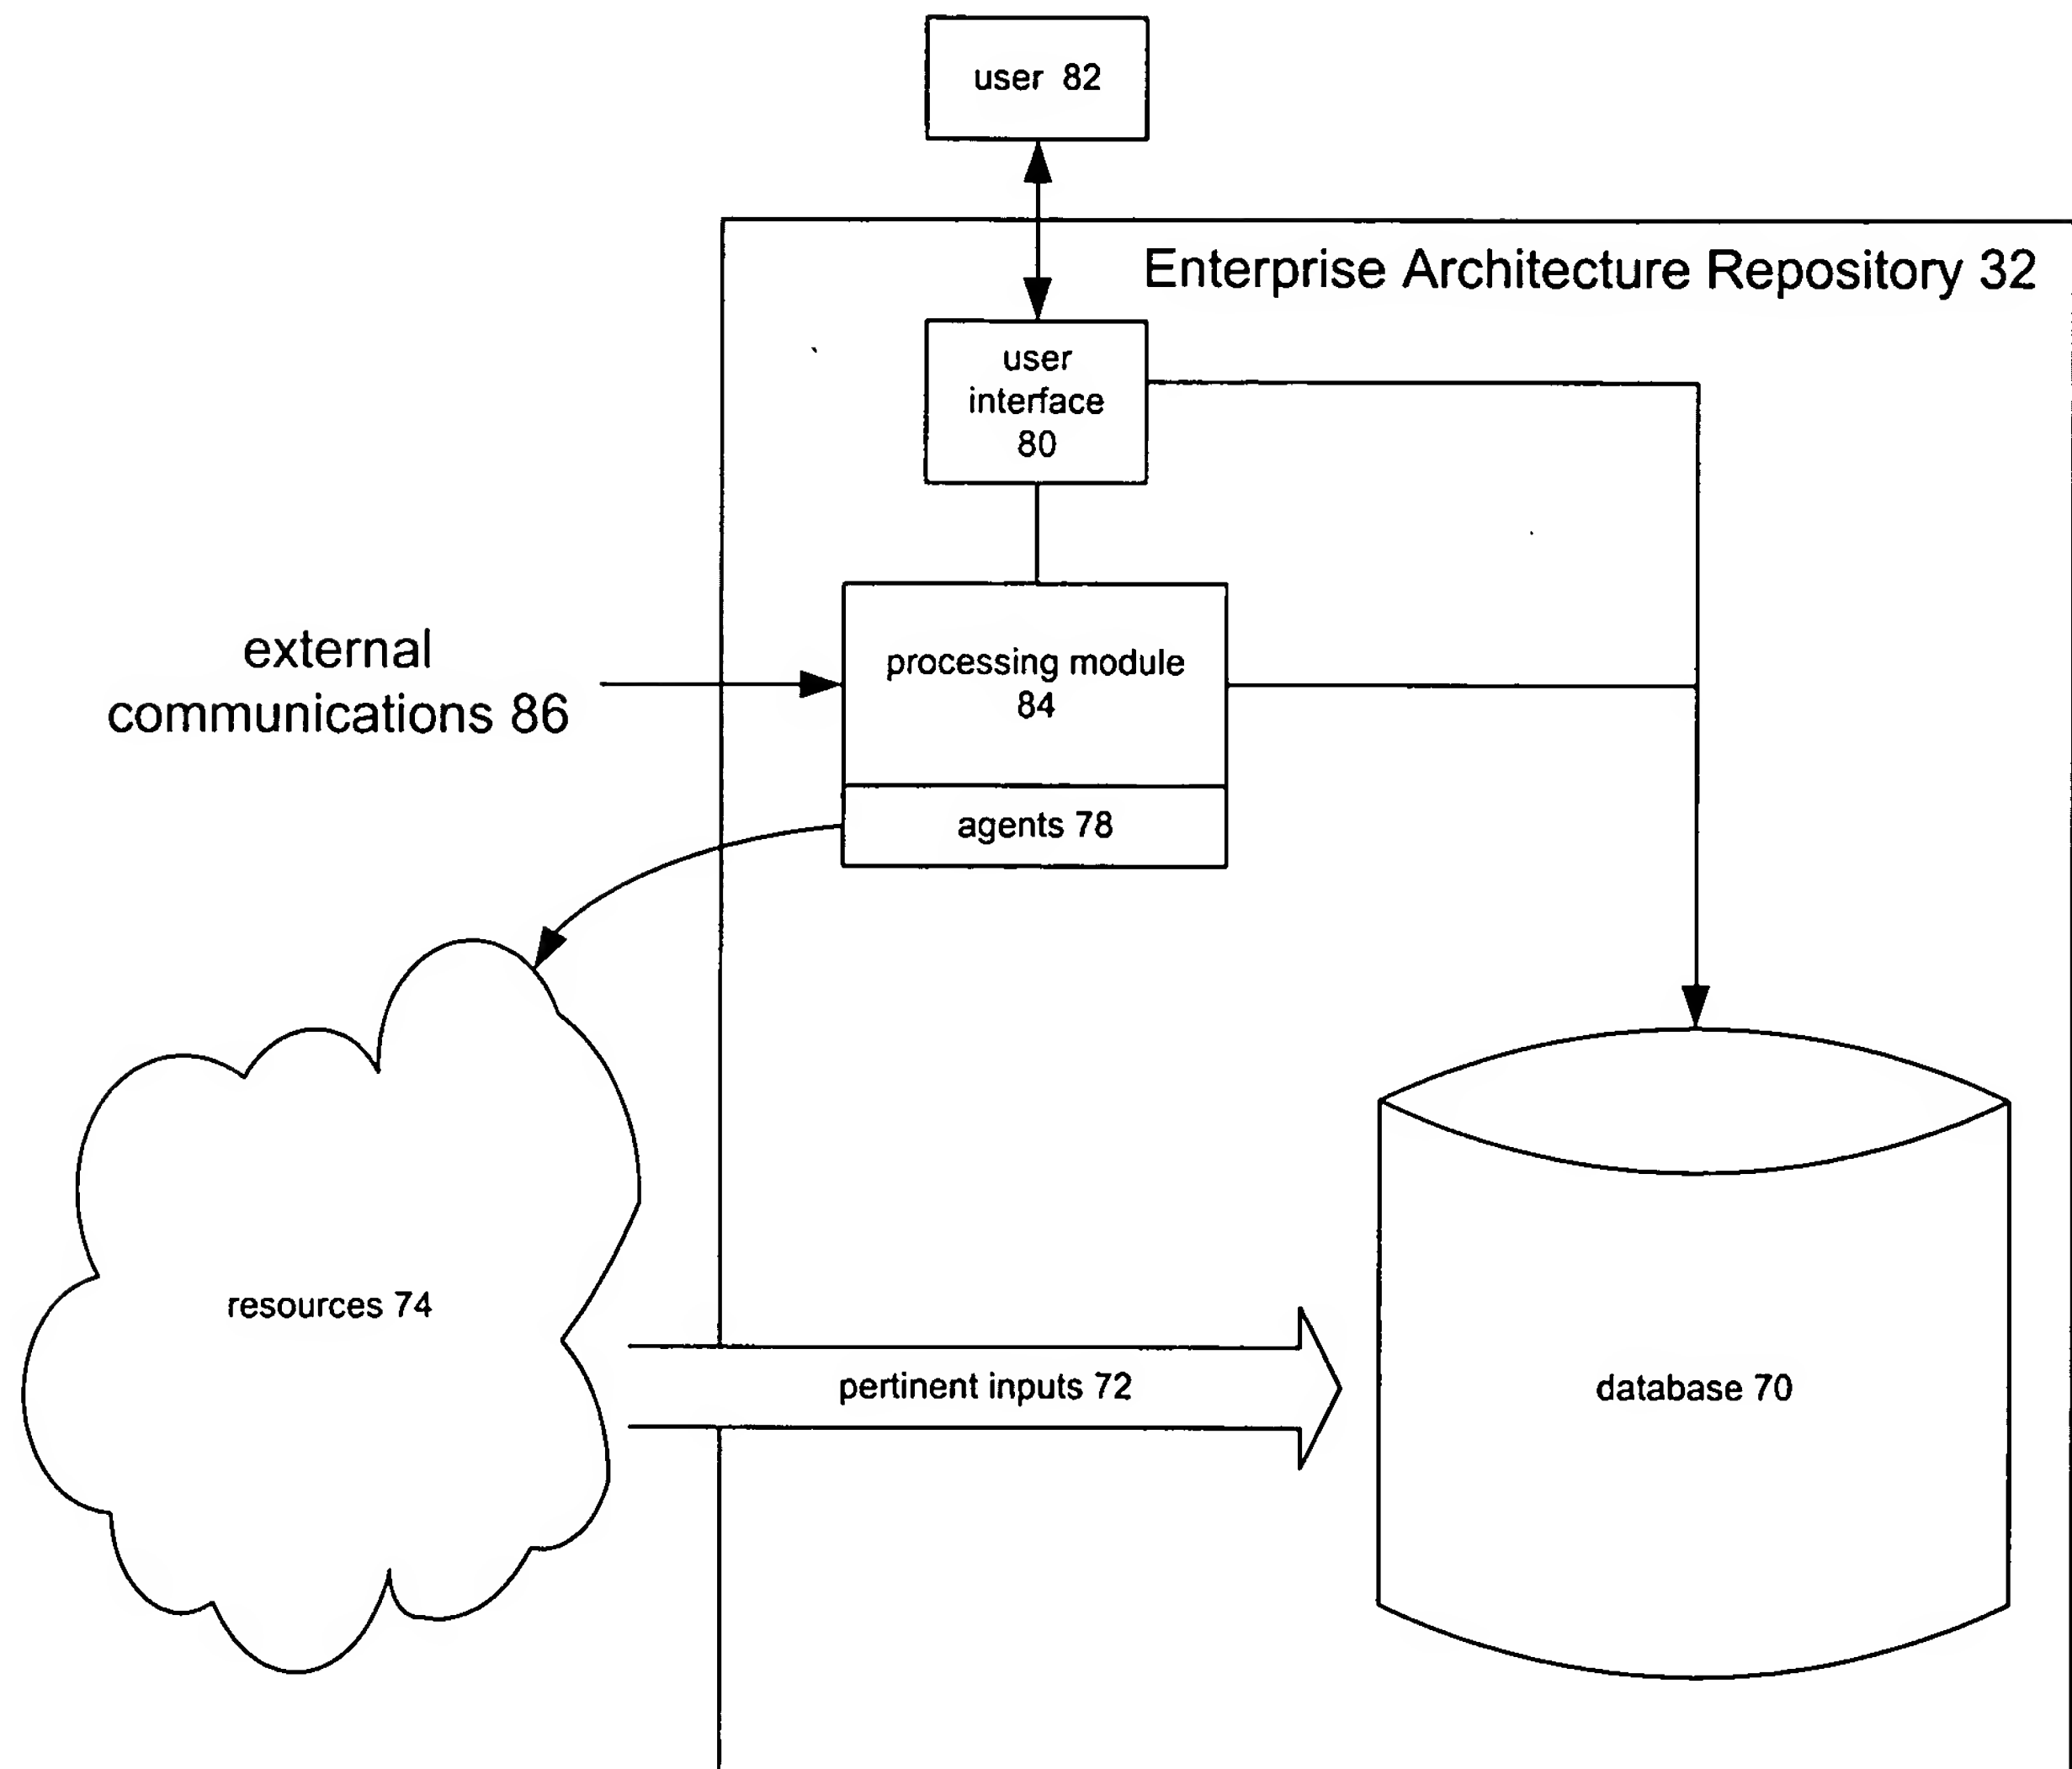 user 82
Enterprise Architecture Repository 32
user
interface
80
external
communications 86
processing module
84
agents 78
resources 74
pertinent inputs 72
database 70